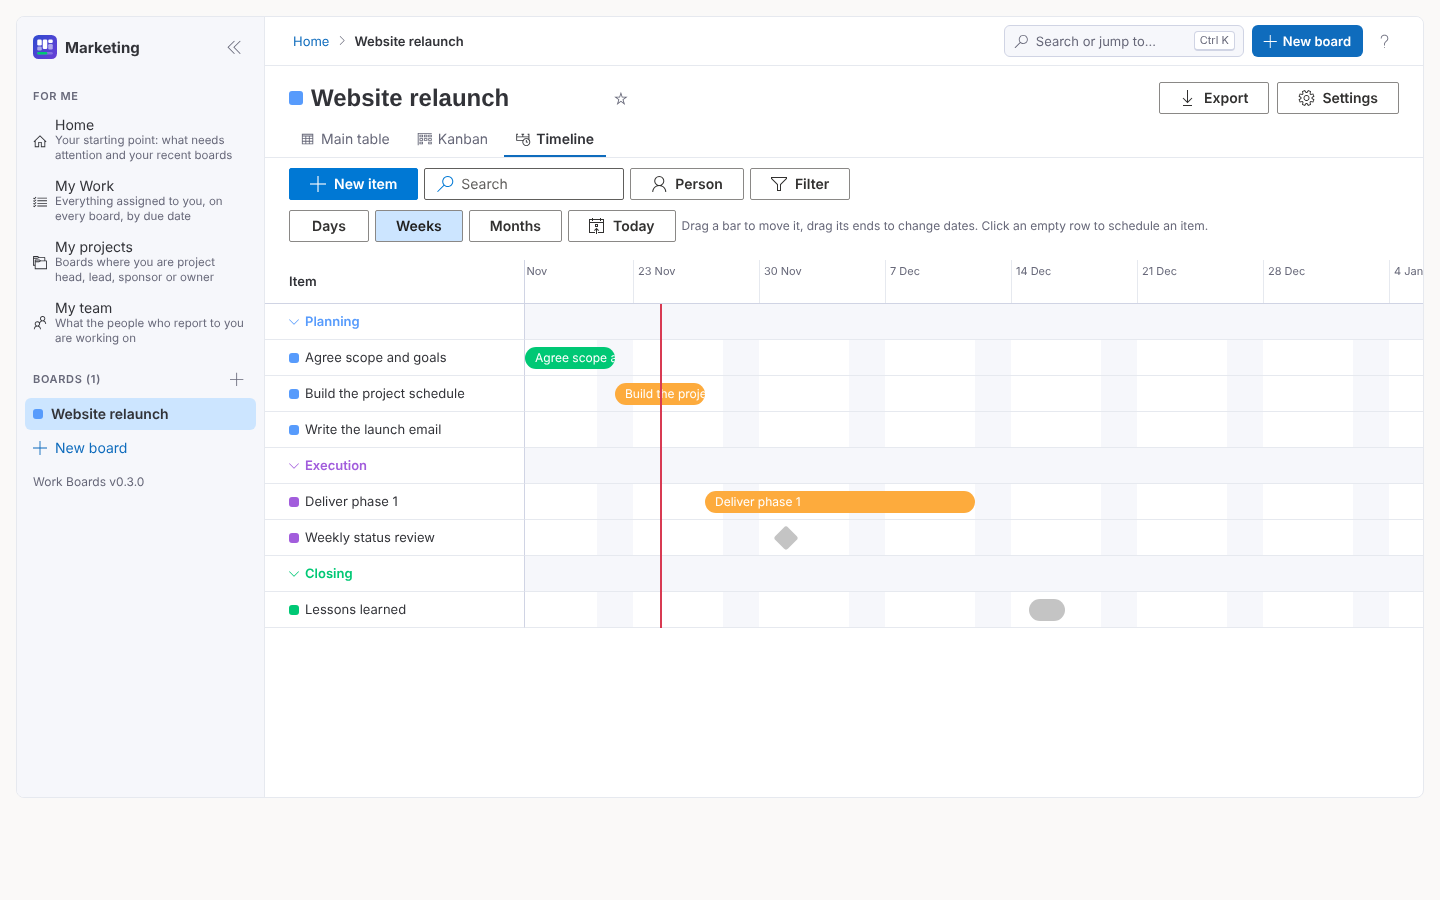 Marketing
Home
Website relaunch
Search or jump to...
Ctrl K
New board
?
FOR ME
Home
Your starting point: what needs
attention and your recent boards
My Work
Everything assigned to you, on
every board, by due date
My projects
Boards where you are project
head, lead, sponsor or owner
My team
What the people who report to you
are working on
BOARDS (1)
Website relaunch
New board
Work Boards v0.3.0
Website relaunch
Export
Settings
Main table
Kanban
Timeline
New item
Search
Person
Filter
Days
Weeks
Months
Today
Drag a bar to move it, drag its ends to change dates. Click an empty row to schedule an item.
Item
Nov
23 Nov
30 Nov
7 Dec
14 Dec
21 Dec
28 Dec
4 Jan
Planning
Agree scope and goals
Agree scope a
Build the project schedule
Build the proje
Write the launch email
Execution
Deliver phase 1
Deliver phase 1
Weekly status review
Closing
Lessons learned